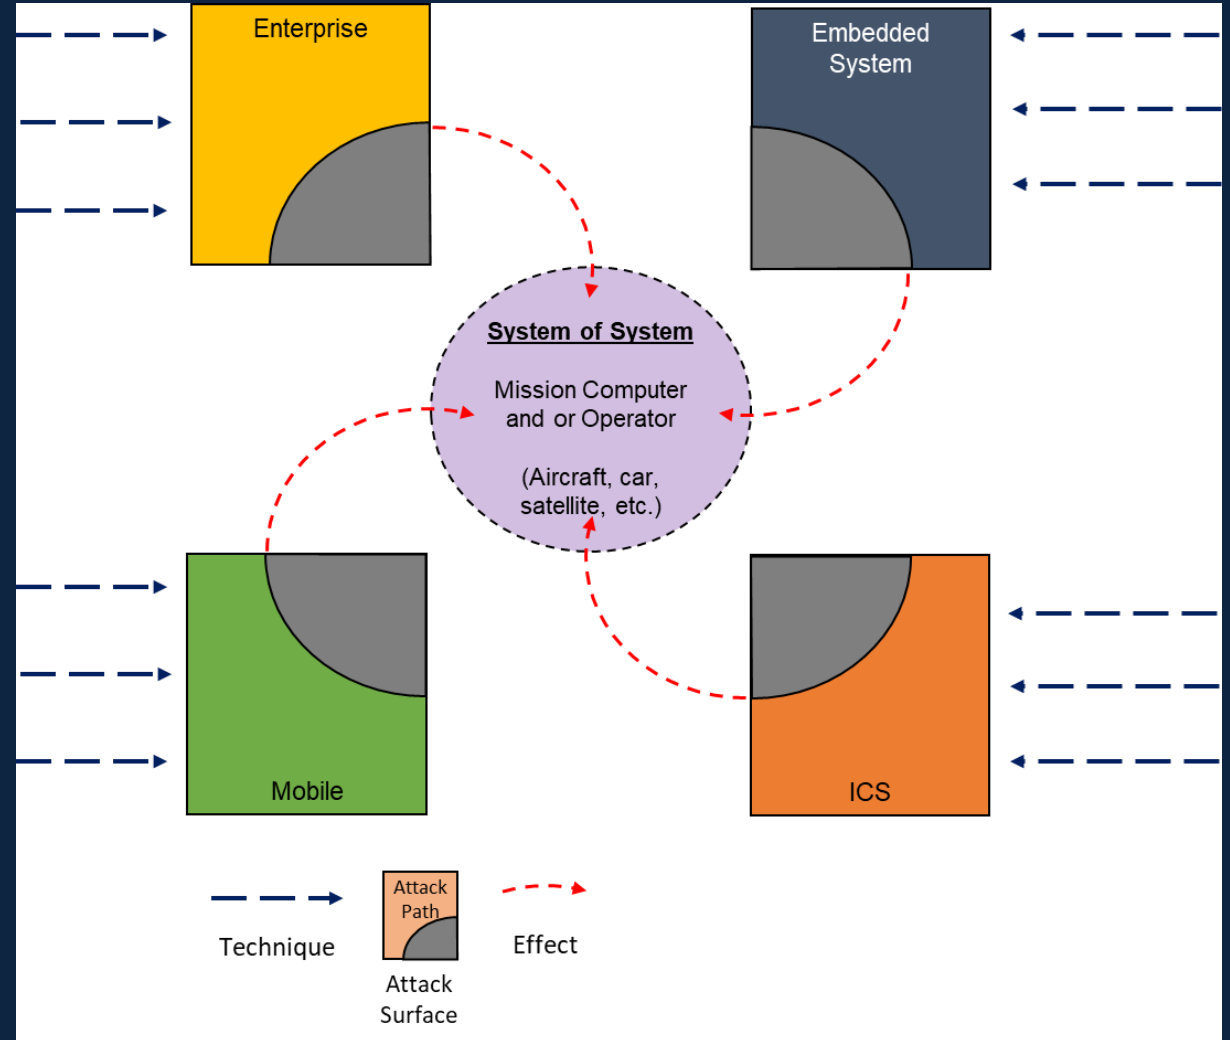 Enterprise
Embedded
System
System of System
Mission Computer
and or Operator
(Aircraft, car,
satellite, etc.)
Mobile
ICS
Attack
Path
Technique
Effect
Attack
Surface